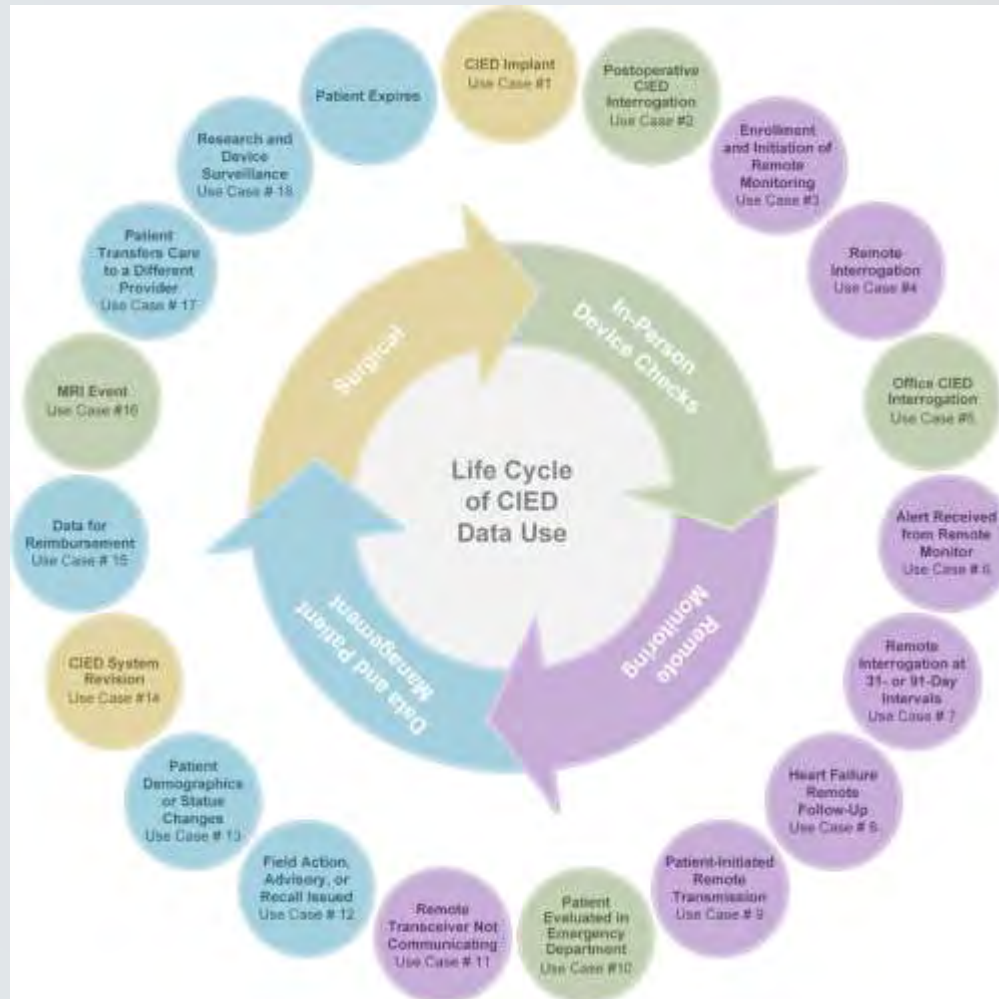 CIED Implant
Use Case #1
Postoperative
CIED
Interrogation
Use Case #2
Enrollment
and Initiation of
Remote
Monitoring
Use Case #3
Remote
Interrogation
Use Case #4
Office CIED
Interrogation
Use Case #5
Alert Received
from Remote
Monitor
Use Case # 6
Remote
Interrogation at
31- or 91-Day
Intervals
Use Case # 7
Heart Failure
Remote
Follow-Up
Use Case # 8
Patient-Initiated
Remote
Transmission
Use Case # 9
Patient
Evaluated in
Emergency
Department
Use Case #10
Remote
Transceiver Not
Communicating
Use Case # 11
Field Action,
Advisory, or
Recall Issued
Use Case # 12
Patient
Demographics
or Status
Changes
Use Case # 13
CIED System
Revision
Use Case #14
Data for
Reimbursement
Use Case # 15
MRI Event
Use Case #16
Patient
Transfers Care
to a Different
Provider
Use Case # 17
Research and
Device
Surveillance
Use Case # 18
Patient Expires
Surgical
In-Person
Device Checks
Remote
Monitoring
Data and Patient
Management
Life Cycle
of CIED
Data Use